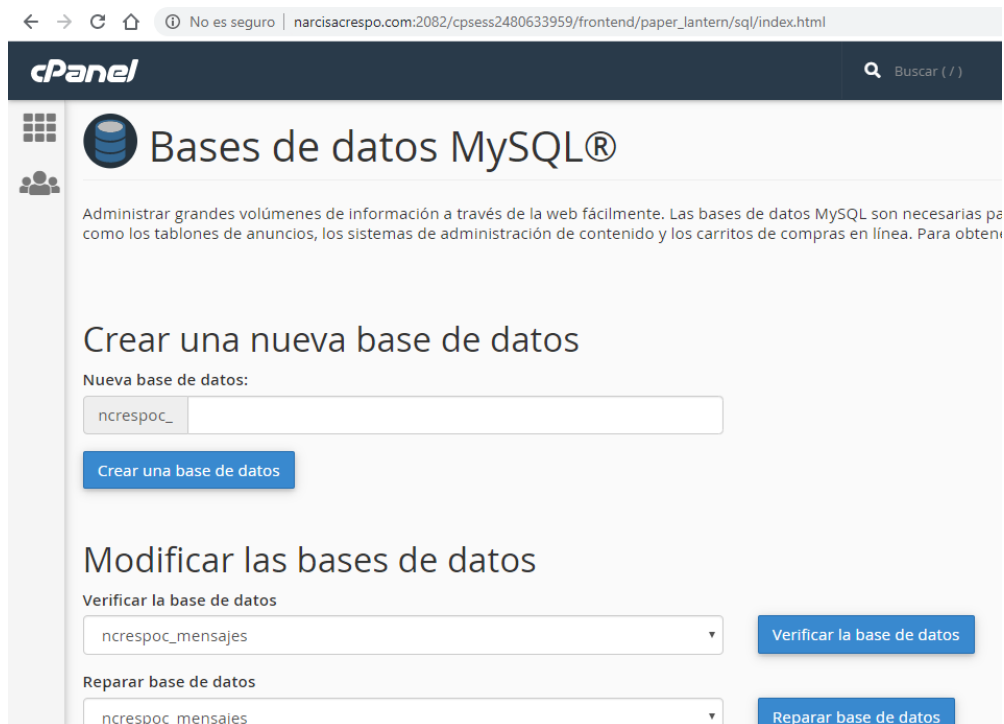 No es seguro | narcisacrespo.com:2082/cpsess2480633959/frontend/paper_lantern/sql/index.html
cPanel
Buscar ( / )
Bases de datos MySQL®
Administrar grandes volúmenes de información a través de la web fácilmente. Las bases de datos MySQL son necesarias pa
como los tablones de anuncios, los sistemas de administración de contenido y los carritos de compras en línea. Para obtene
Crear una nueva base de datos
Nueva base de datos:
ncrespoc_
Crear una base de datos
Modificar las bases de datos
Verificar la base de datos
ncrespoc_mensajes
Verificar la base de datos
Reparar base de datos
ncrespoc_mensajes
Reparar base de datos